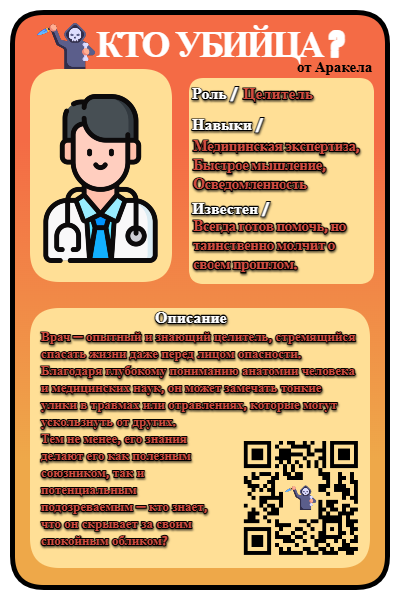 КТО УБИЙЦА?
от Аракела
Роль / Целитель
Навыки /
Медицинская экспертиза,
Быстрое мышление,
Осведомленность
Известен /
Всегда готов помочь, но
таинственно молчит о
своем прошлом.
Описание
Врач — опытный и знающий целитель, стремящийся
спасать жизни даже перед лицом опасности.
Благодаря глубокому пониманию анатомии человека
и медицинских наук, он может замечать тонкие
улики в травмах или отравлениях, которые могут
ускользнуть от других.
Тем не менее, его знания
делают его как полезным
союзником, так и
потенциальным
подозреваемым — кто знает,
что он скрывает за своим
спокойным обликом?